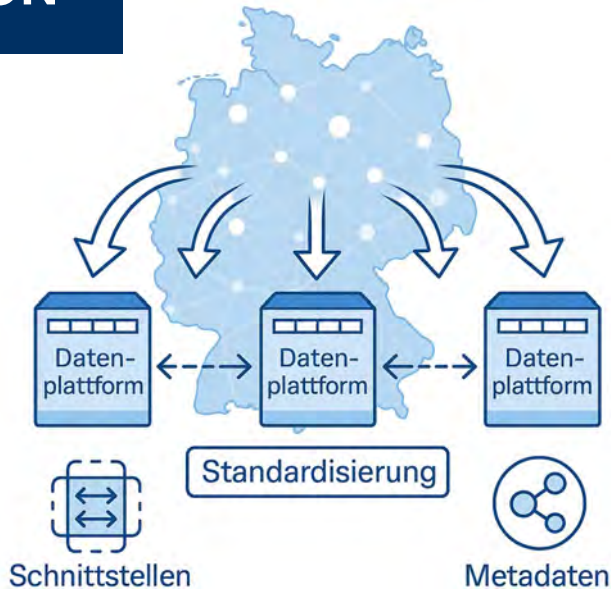 Daten-
plattform
Daten-
plattform
Daten-
plattform
Standardisierung
Schnittstellen
Metadaten